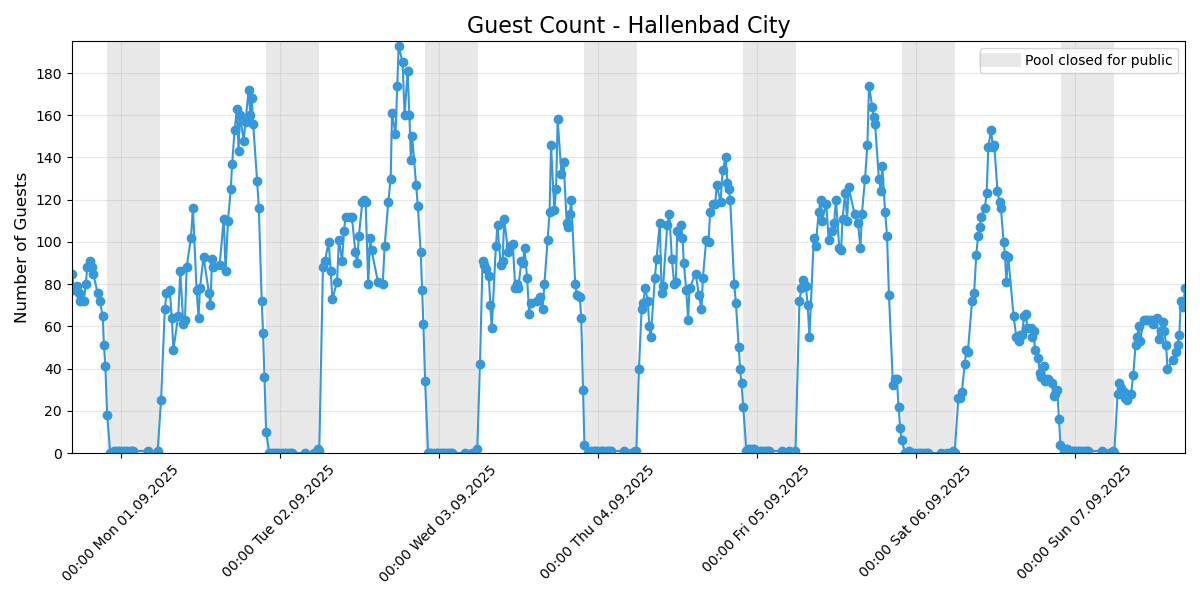 Guest Count - Hallenbad City
Pool closed for public
Number of Guests
180
160
140
120
100
80
60
40
20
0
00:00 Mon 01.09.2025
00:00 Tue 02.09.2025
00:00 Wed 03.09.2025
00:00 Thu 04.09.2025
00:00 Fri 05.09.2025
00:00 Sat 06.09.2025
00:00 Sun 07.09.2025